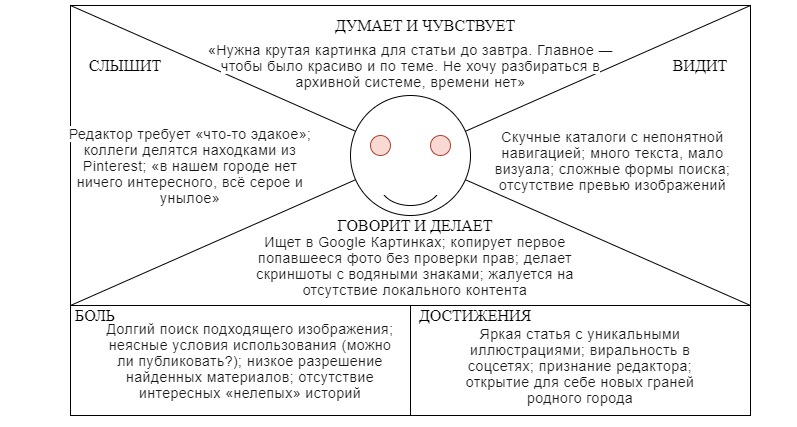 ДУМАЕТ И ЧУВСТВУЕТ
«Нужна крутая картинка для статьи до завтра. Главное —
чтобы было красиво и по теме. Не хочу разбираться в
архивной системе, времени нет»
СЛЫШИТ
Редактор требует «что-то эдакое»;
коллеги делятся находками из
Pinterest; «в нашем городе нет
ничего интересного, всё серое и
унылое»
ВИДИТ
Скучные каталоги с непонятной
навигацией; много текста, мало
визуала; сложные формы поиска;
отсутствие превью изображений
ГОВОРИТ И ДЕЛАЕТ
Ищет в Google Картинках; копирует первое
попавшееся фото без проверки прав; делает
скриншоты с водяными знаками; жалуется на
отсутствие локального контента
БОЛЬ
Долгий поиск подходящего изображения;
неясные условия использования (можно
ли публиковать?); низкое разрешение
найденных материалов; отсутствие
интересных «нелепых» историй
ДОСТИЖЕНИЯ
Яркая статья с уникальными
иллюстрациями; виральность в
соцсетях; признание редактора;
открытие для себя новых граней
родного города